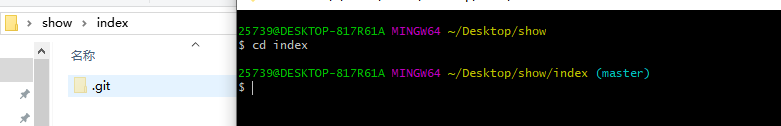 show > index
名称
.git
25739@DESKTOP-817R61A MINGW64 ~/Desktop/show
$ cd index
25739@DESKTOP-817R61A MINGW64 ~/Desktop/show/index (master)
$